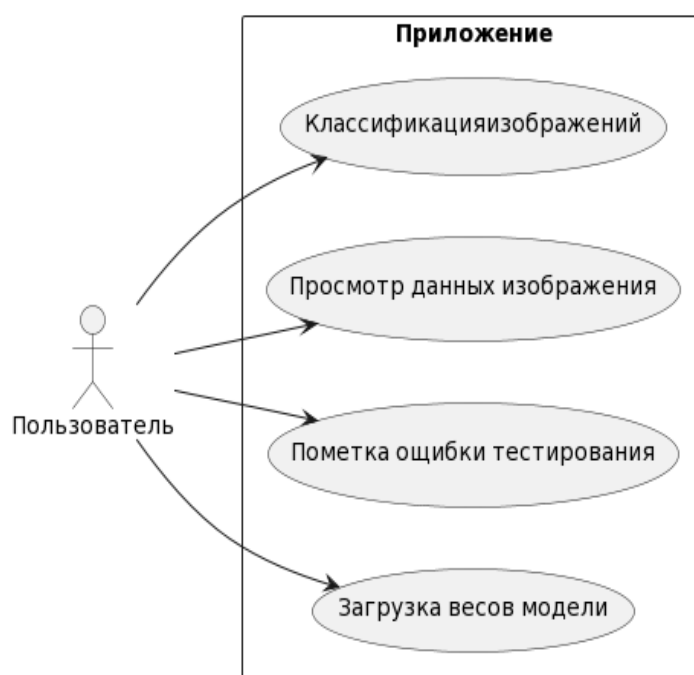 Приложение
Классификацияизображений
Просмотр данных изображения
Пользователь
Пометка ощибки тестирования
Загрузка весов модели